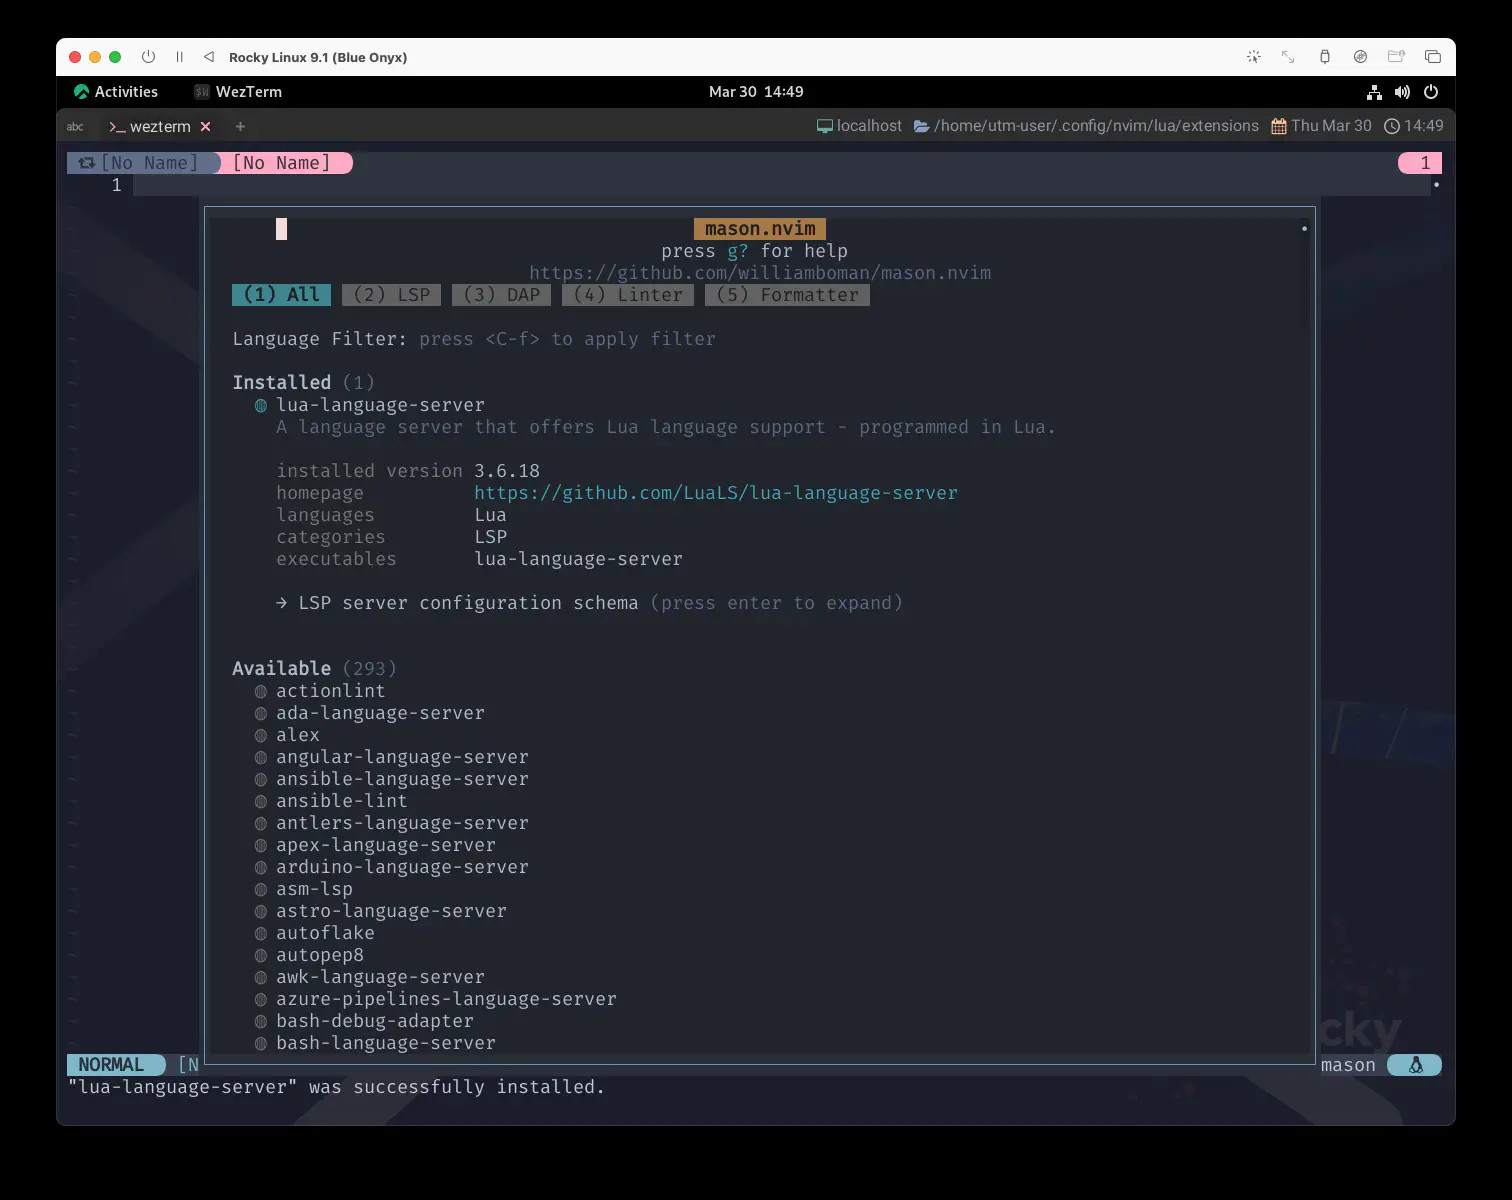 Rocky Linux 9.1 (Blue Onyx)
Activities WezTerm Mar 30 14:49
abc >_ wezterm × + localhost /home/utm-user/.config/nvim/lua/extensions Thu Mar 30 14:49
[No Name] [No Name] 1
1
mason.nvim
press g? for help
https://github.com/williamboman/mason.nvim
(1) All (2) LSP (3) DAP (4) Linter (5) Formatter
Language Filter: press <C-f> to apply filter
Installed (1)
lua-language-server
A language server that offers Lua language support - programmed in Lua.
installed version 3.6.18
homepage https://github.com/LuaLS/lua-language-server
languages Lua
categories LSP
executables lua-language-server
→ LSP server configuration schema (press enter to expand)
Available (293)
actionlint
ada-language-server
alex
angular-language-server
ansible-language-server
ansible-lint
antlers-language-server
apex-language-server
arduino-language-server
asm-lsp
astro-language-server
autoflake
autopep8
awk-language-server
azure-pipelines-language-server
bash-debug-adapter
bash-language-server
cky
NORMAL [N mason
"lua-language-server" was successfully installed.